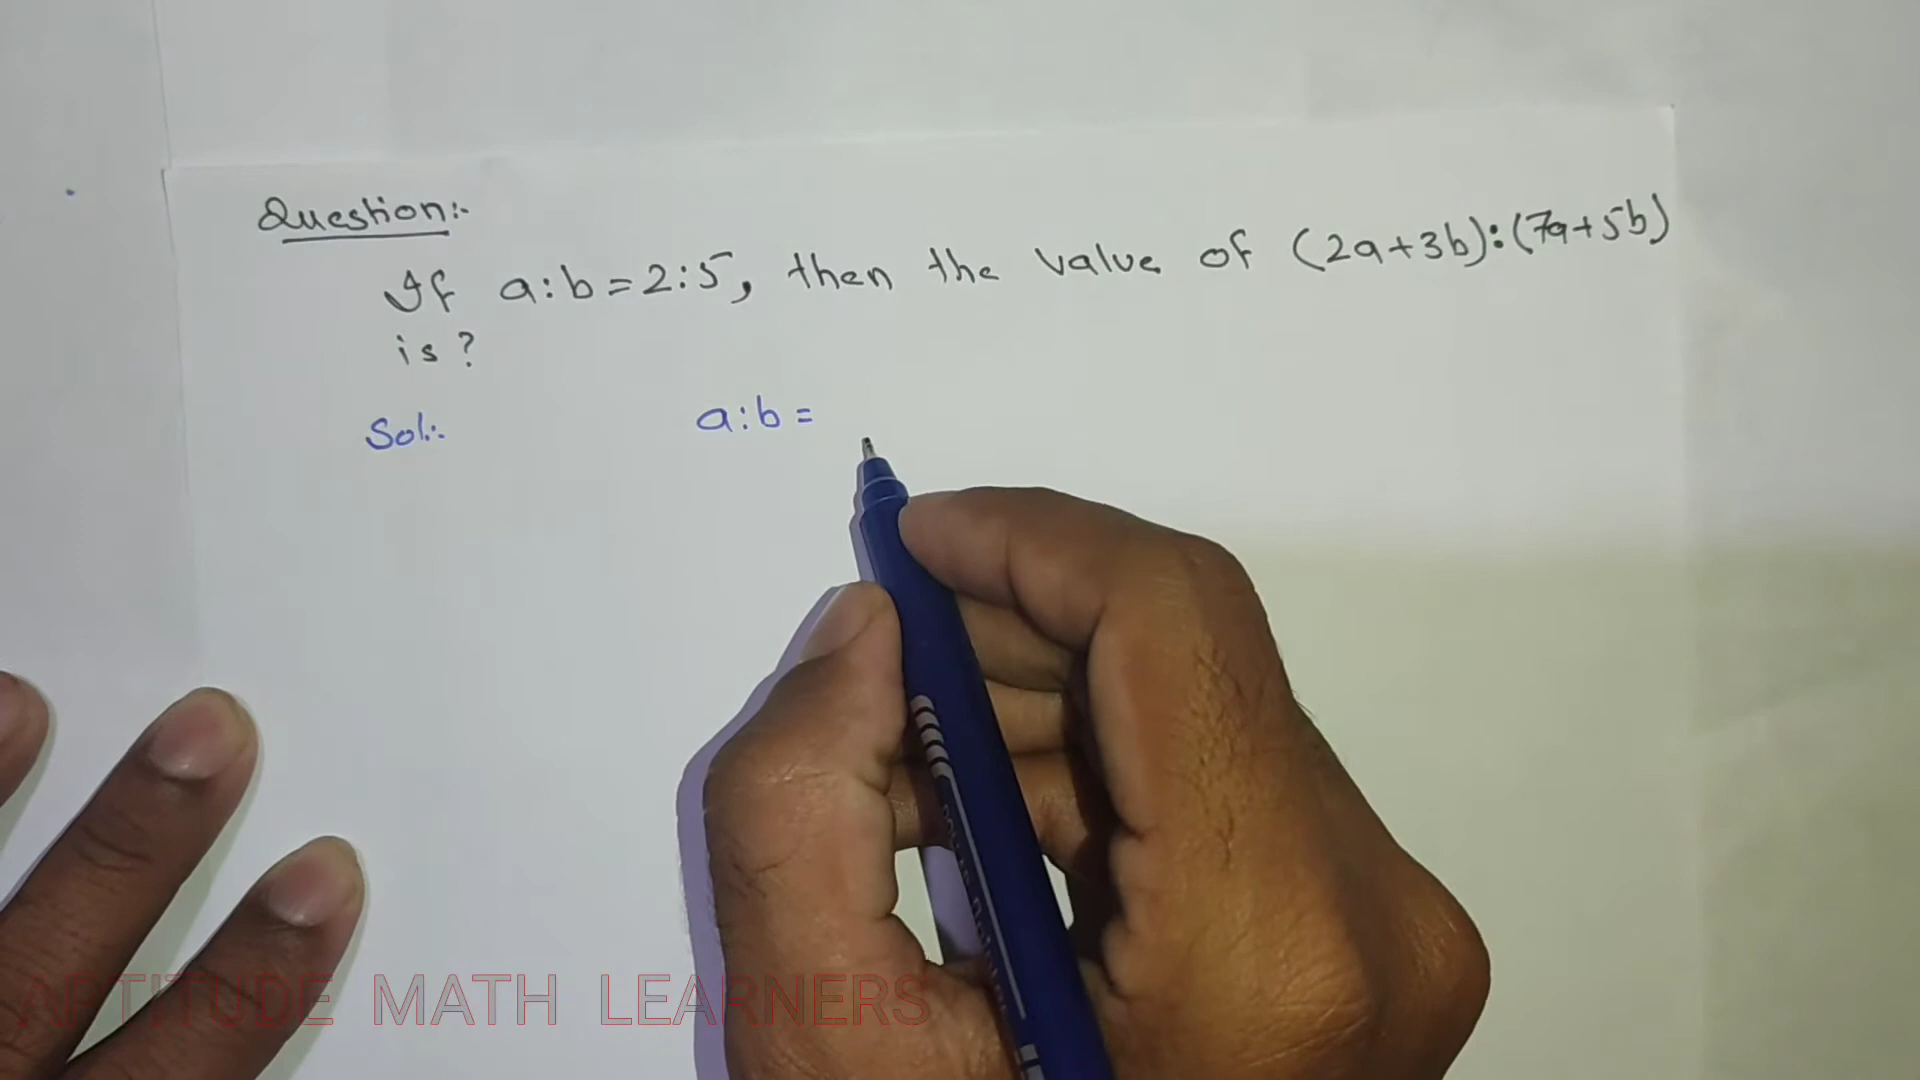 Question:-
If a:b=2:5, then the value of (2a+3b):(7a+5b)
is?
Sol:. a:b=
APTITUDE MATH LEARNERS